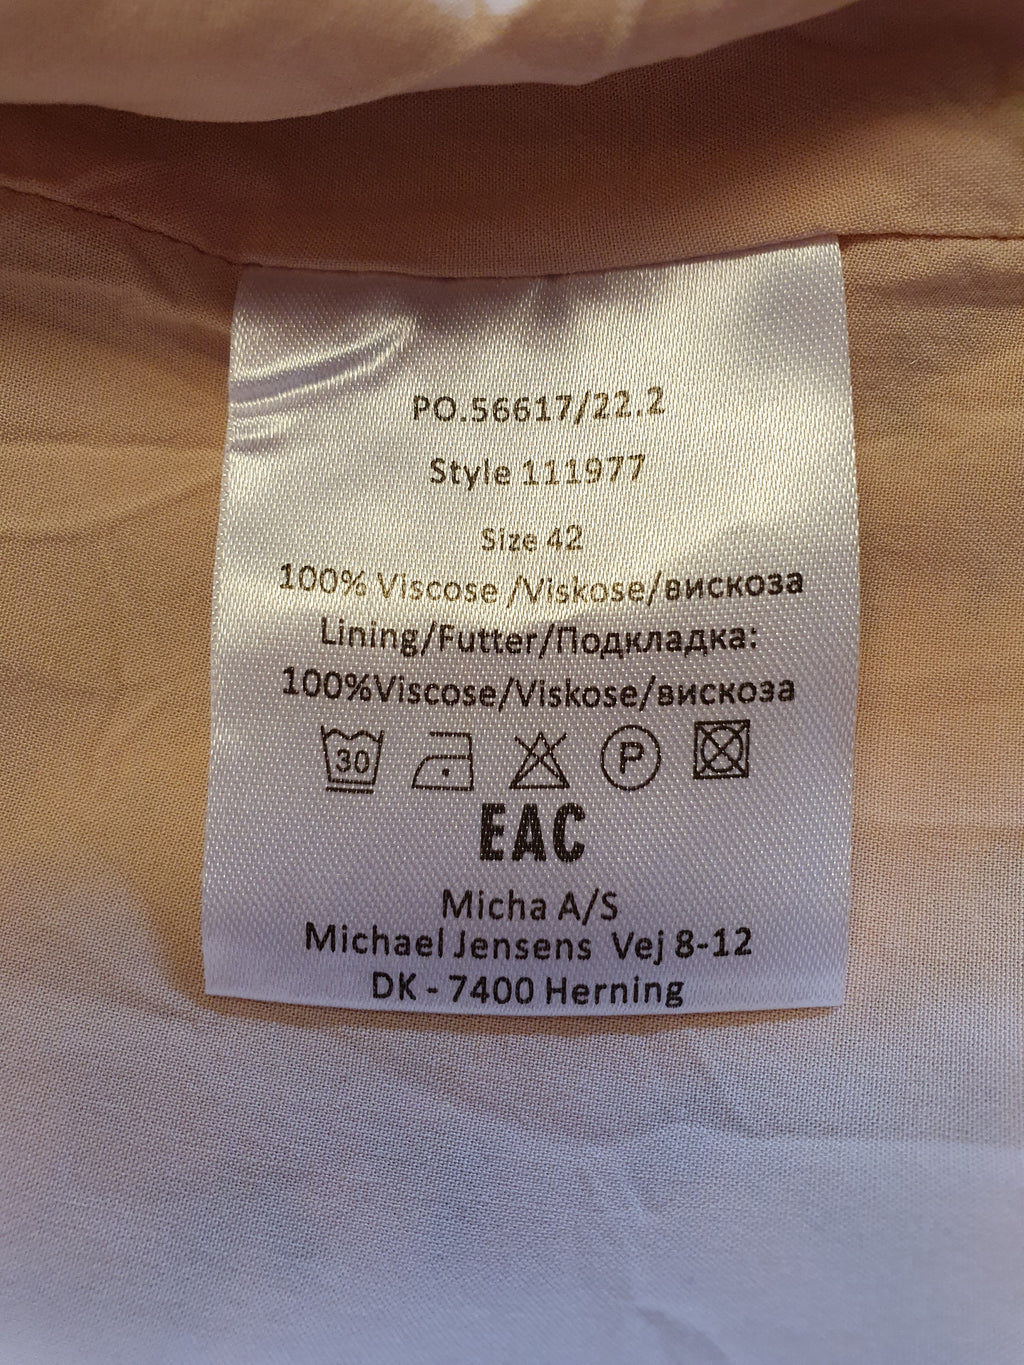 PO.56617/22.2
Style 111977
Size 42
100% Viscose /Viskose/вискоза
Lining/Futter/Подкладка:
100%Viscose/Viskose/вискоза
30 P
EAC
Micha A/S
Michael Jensens Vej 8-12
DK - 7400 Herning